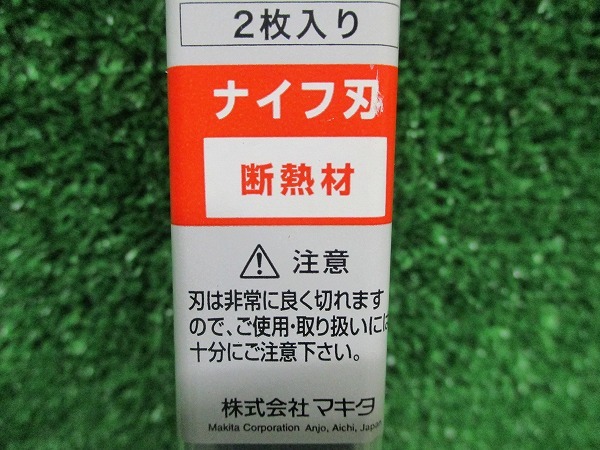 2枚入り
ナイフ刃
断熱材
⚠ 注意
刃は非常に良く切れます
ので、ご使用・取り扱いには
十分にご注意下さい。
株式会社 マキタ
Makita Corporation Anjo, Aichi, Japan